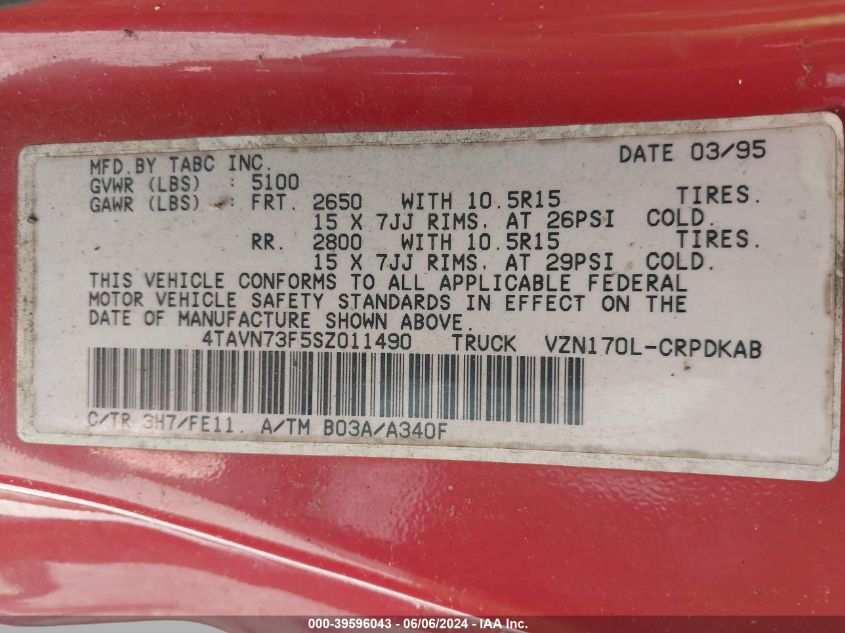 MFD.BY TABC INC. DATE 03/95
GVWR (LBS) : 5100
GAWR (LBS) : FRT. 2650 WITH 10.5R15 TIRES.
15 X 7JJ RIMS. AT 26PSI COLD.
RR. 2800 WITH 10.5R15 TIRES.
15 X 7JJ RIMS. AT 29PSI COLD.
THIS VEHICLE CONFORMS TO ALL APPLICABLE FEDERAL
MOTOR VEHICLE SAFETY STANDARDS IN EFFECT ON THE
DATE OF MANUFACTURE SHOWN ABOVE.
4TAVN73F5SZ011490 TRUCK VZN170L-CRPDKAB
C/TR 3H7/FE11. A/TM B03A/A340F
000-39596043 - 06/06/2024 - IAAI.com